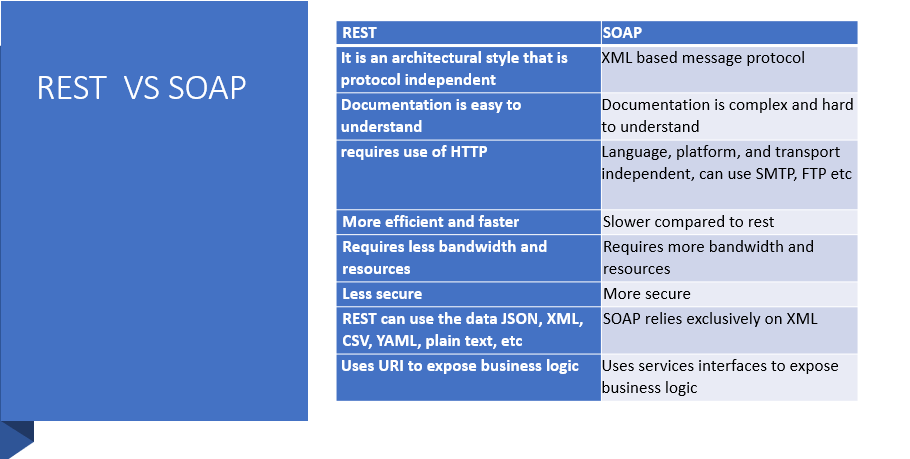 REST  VS SOAP
REST
SOAP
It is an architectural style that is
protocol independent
XML based message protocol
Documentation is easy to
understand
Documentation is complex and hard
to understand
requires use of HTTP
Language, platform, and transport
independent, can use SMTP, FTP etc
More efficient and faster
Slower compared to rest
Requires less bandwidth and
resources
Requires more bandwidth and
resources
Less secure
More secure
REST can use the data JSON, XML,
CSV, YAML, plain text, etc
SOAP relies exclusively on XML
Uses URI to expose business logic
Uses services interfaces to expose
business logic